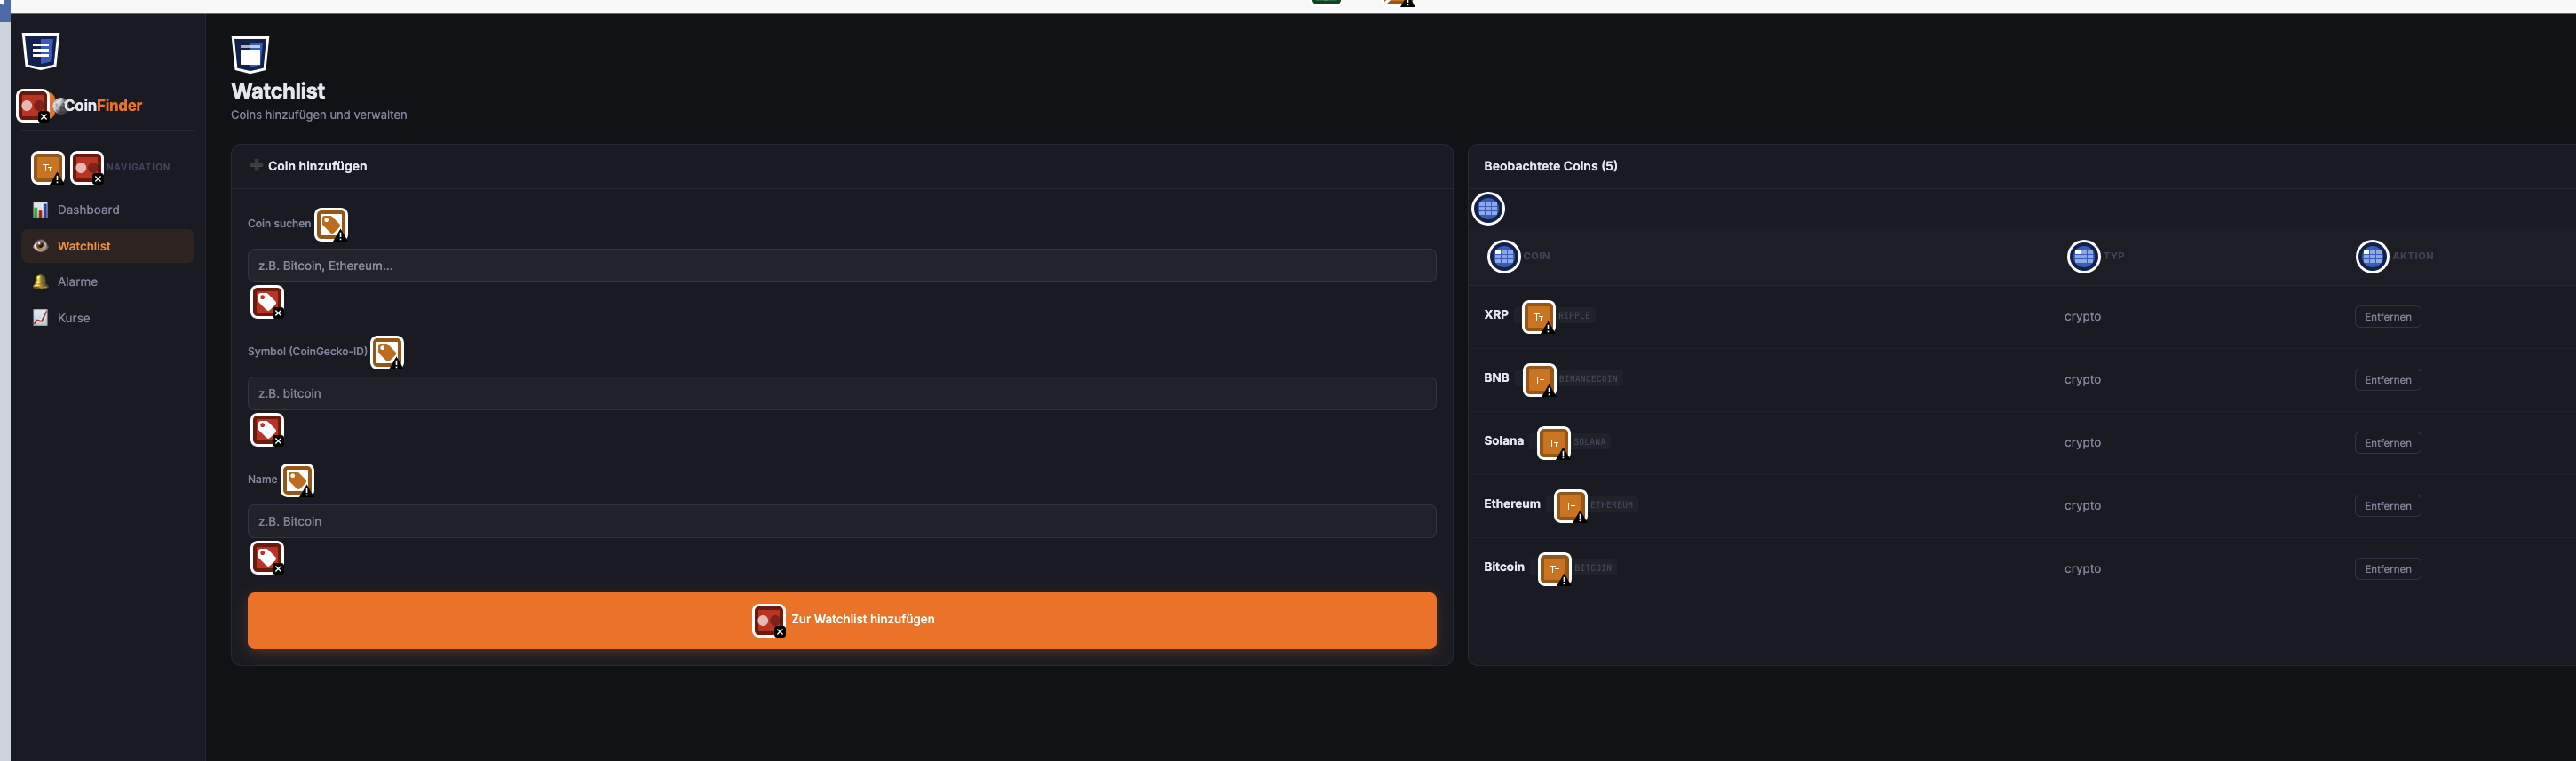 CoinFinder
NAVIGATION
Dashboard
Watchlist
Alarme
Kurse
Watchlist
Coins hinzufügen und verwalten
Coin hinzufügen
Coin suchen
z.B. Bitcoin, Ethereum...
Symbol (CoinGecko-ID)
z.B. bitcoin
Name
z.B. Bitcoin
Zur Watchlist hinzufügen
Beobachtete Coins (5)
COIN TYP AKTION
XRP RIPPLE crypto Entfernen
BNB BINANCECOIN crypto Entfernen
Solana SOLANA crypto Entfernen
Ethereum ETHEREUM crypto Entfernen
Bitcoin BITCOIN crypto Entfernen